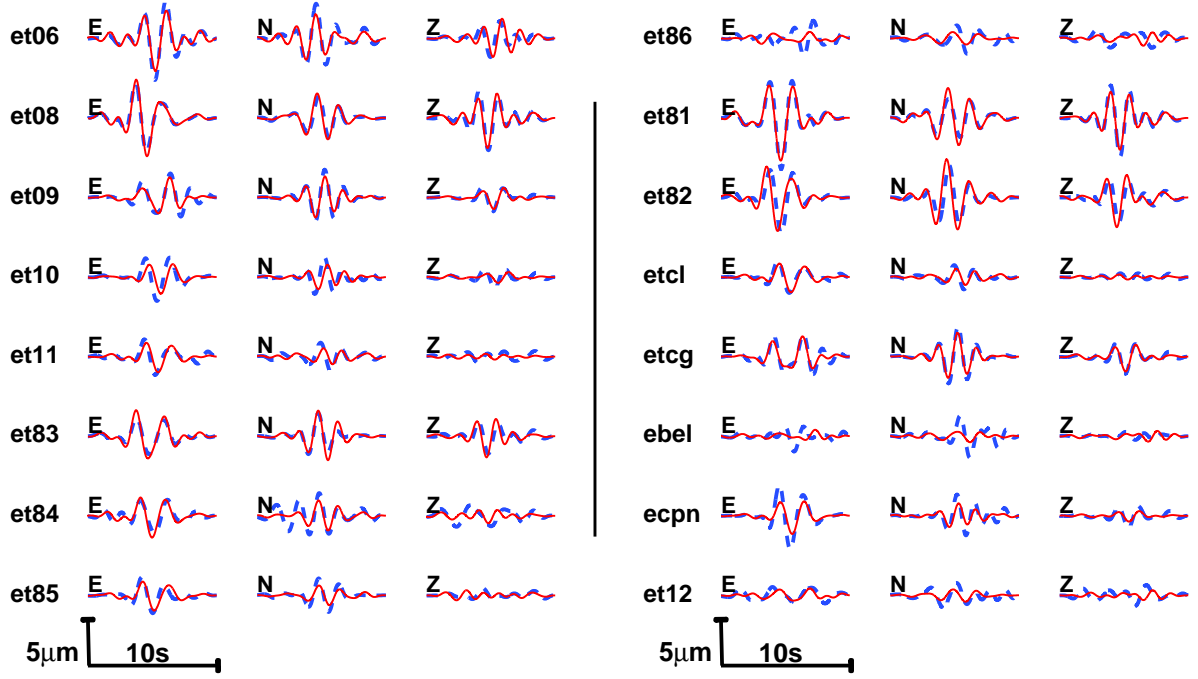 et06 E N Z
et08 E N Z
et09 E N Z
et10 E N Z
et11 E N Z
et83 E N Z
et84 E N Z
et85 E N Z
5μm 10s
et86 E N Z
et81 E N Z
et82 E N Z
etcl E N Z
etcg E N Z
ebel E N Z
ecpn E N Z
et12 E N Z
5μm 10s